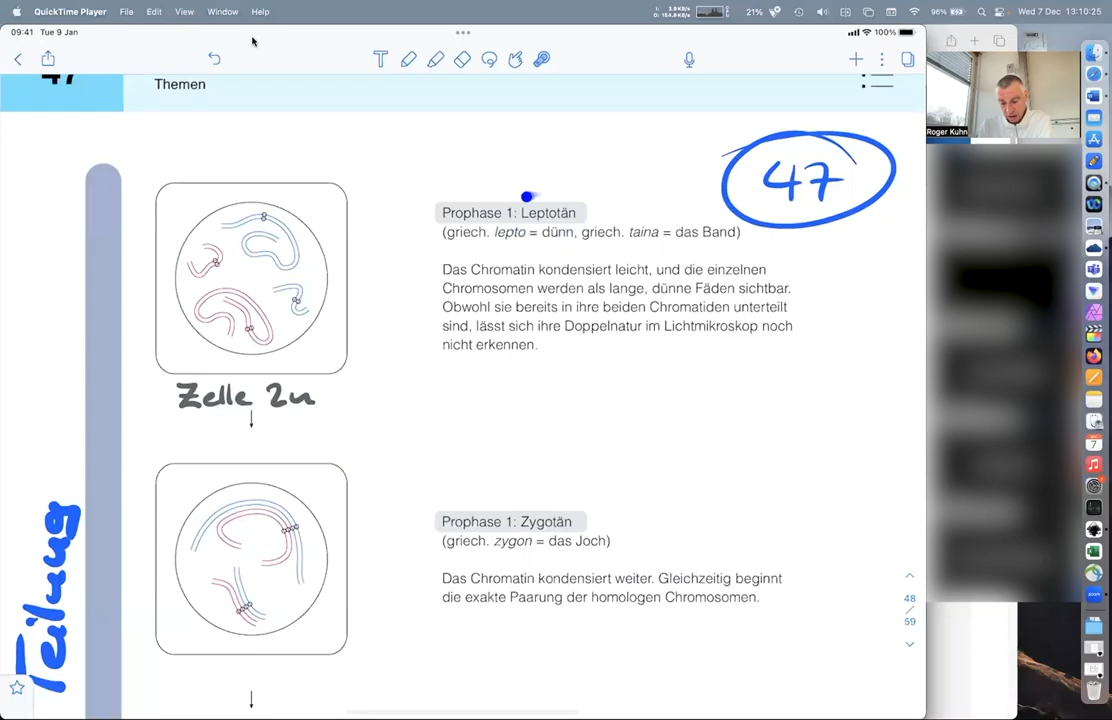 QuickTime Player File Edit View Window Help
21% 96% Wed 7 Dec 13:10:25
09:41 Tue 9 Jan
100%
47
Themen
Roger Kuhn
47
Prophase 1: Leptotän
(griech. lepto = dünn, griech. taina = das Band)
Das Chromatin kondensiert leicht, und die einzelnen
Chromosomen werden als lange, dünne Fäden sichtbar.
Obwohl sie bereits in ihre beiden Chromatiden unterteilt
sind, lässt sich ihre Doppelnatur im Lichtmikroskop noch
nicht erkennen.
Zelle 2n
Teilung
Prophase 1: Zygotän
(griech. zygon = das Joch)
Das Chromatin kondensiert weiter. Gleichzeitig beginnt
die exakte Paarung der homologen Chromosomen.
48
/
59